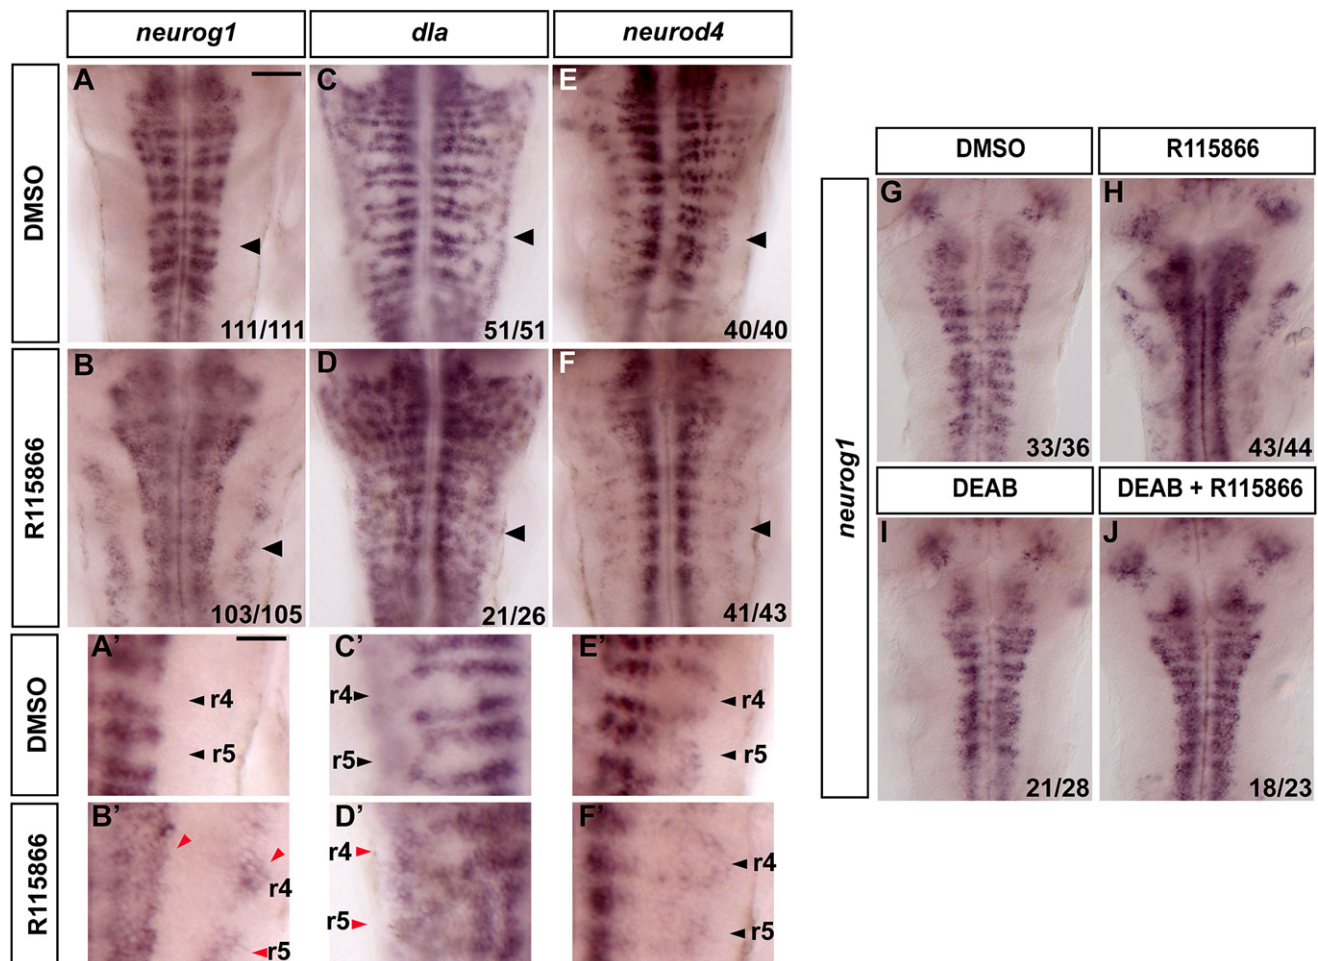 neurog1
dla
neurod4
DMSO
A
C
E
111/111
51/51
40/40
R115866
B
D
F
103/105
21/26
41/43
DMSO
A’
r4
r5
C’
r4
r5
E’
r4
r5
R115866
B’
r4
r5
D’
r4
r5
F’
r4
r5
DMSO
R115866
neurog1
G
H
33/36
43/44
DEAB
DEAB + R115866
I
J
21/28
18/23